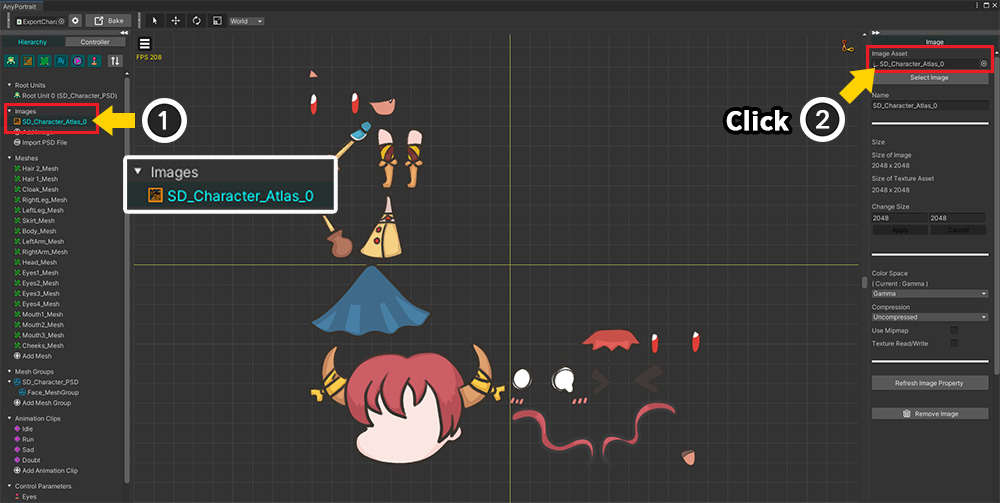 AnyPortrait
ExportChar
Bake
World
Hierarchy
Controller
FPS 208
Root Units
Root Unit 0 (SD_Character_PSD)
Images
SD_Character_Atlas_0
Add Image
Import PSD File
Meshes
Hair 2_Mesh
Hair 1_Mesh
Cloak_Mesh
RightLeg_Mesh
LeftLeg_Mesh
Skirt_Mesh
Body_Mesh
LeftArm_Mesh
RightArm_Mesh
Head_Mesh
Eyes1_Mesh
Eyes2_Mesh
Eyes3_Mesh
Eyes4_Mesh
Mouth1_Mesh
Mouth2_Mesh
Mouth3_Mesh
Cheeks_Mesh
Add Mesh
Mesh Groups
SD_Character_PSD
Face_MeshGroup
Add Mesh Group
Animation Clips
Idle
Run
Sad
Doubt
Add Animation Clip
Control Parameters
Eyes
1
Images
SD_Character_Atlas_0
Click 2
Image
Image Asset
SD_Character_Atlas_0
Select Image
Name
SD_Character_Atlas_0
Size
Size of Image
2048 x 2048
Size of Texture Asset
2048 x 2048
Change Size
2048 2048
Apply Cancel
Color Space
( Current : Gamma )
Gamma
Compression
Uncompressed
Use Mipmap
Texture Read/Write
Refresh Image Property
Remove Image